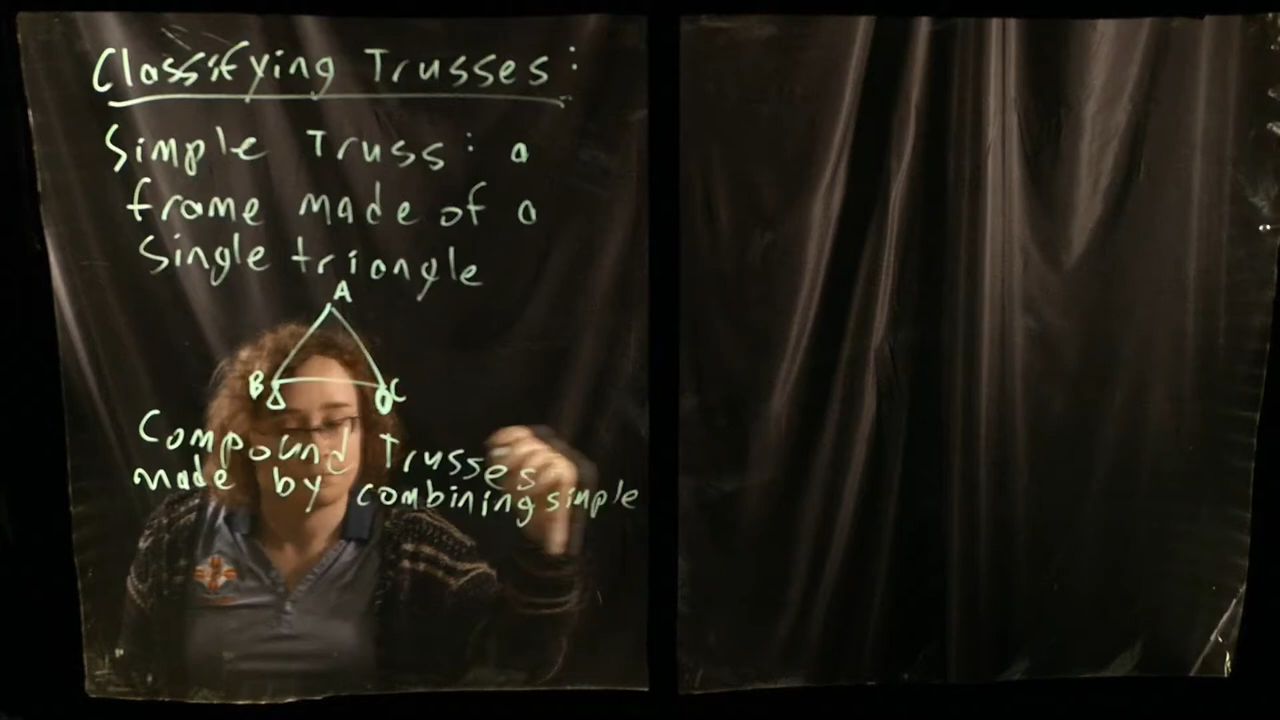 Classifying Trusses:
Simple Truss: a
frame made of a
single triangle
A
B
C
Compound Trusses
made by combining simple